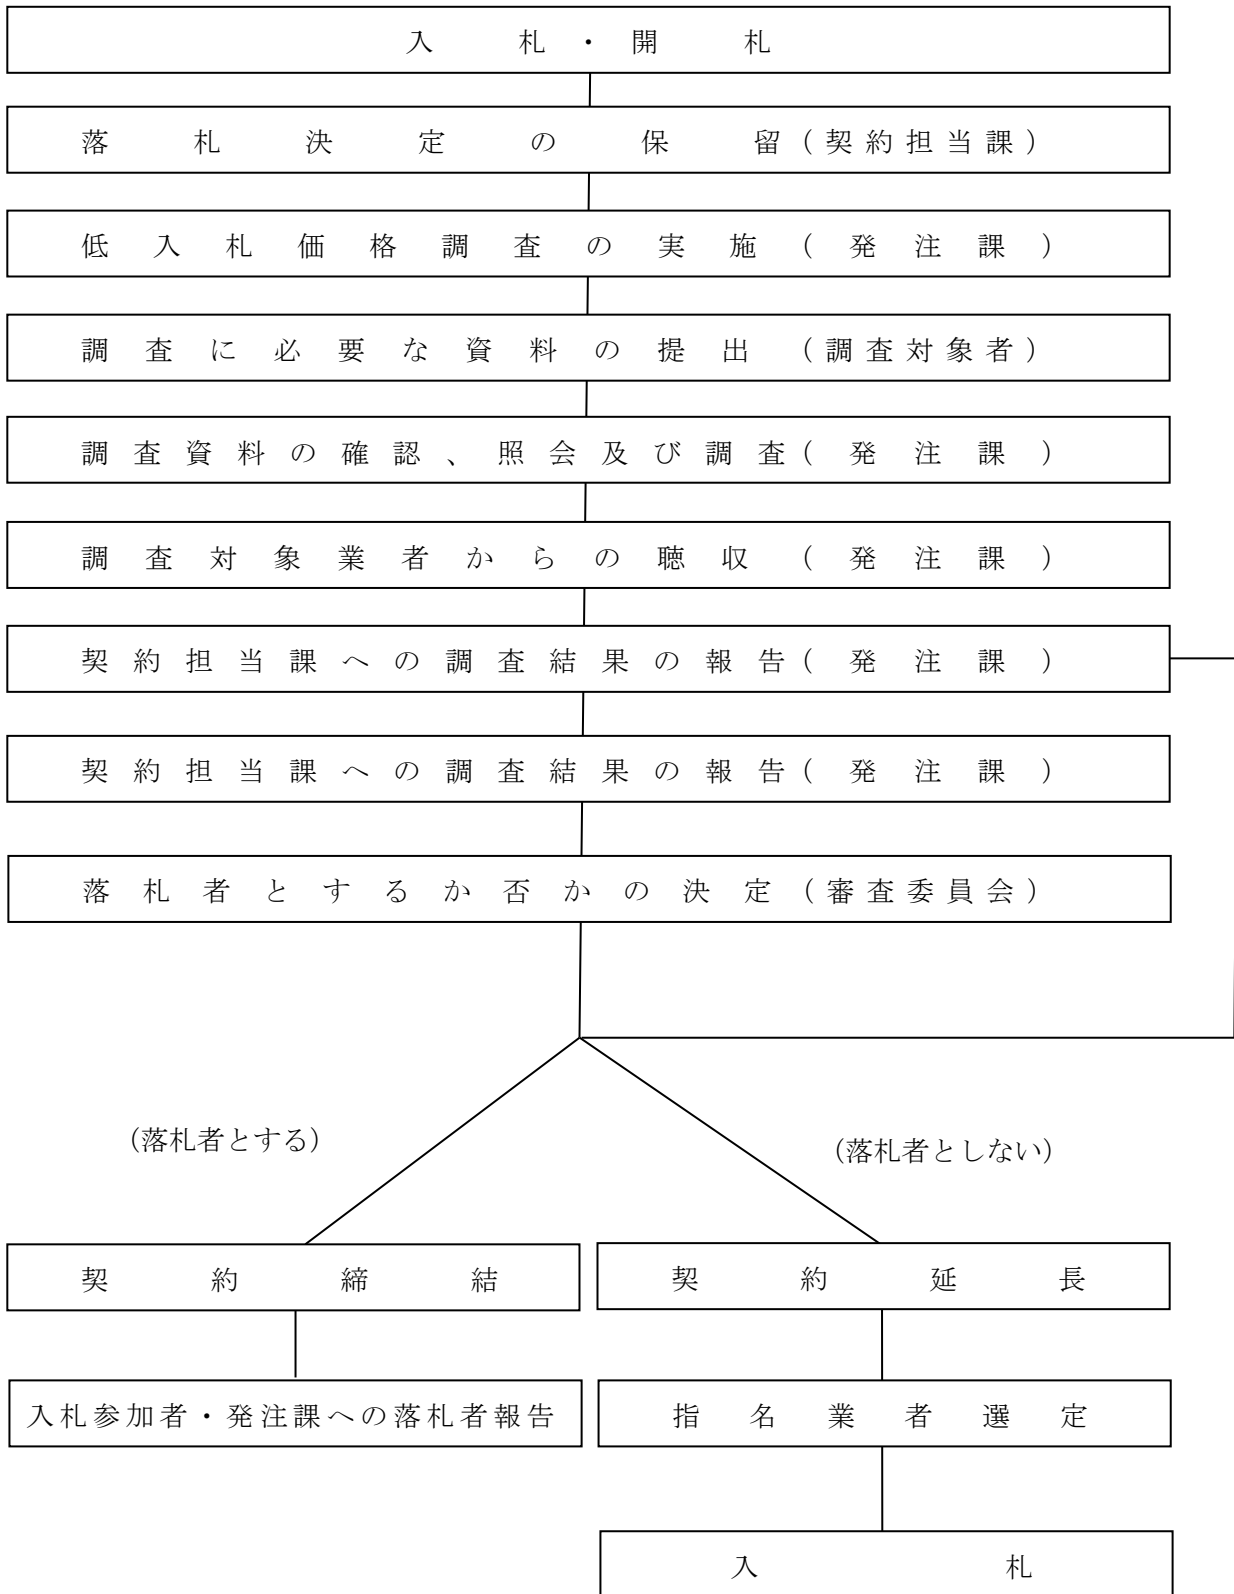 入札・開札
落札決定の保留（契約担当課）
低入札価格調査の実施（発注課）
調査に必要な資料の提出（調査対象者）
調査資料の確認、照会及び調査（発注課）
調査対象業者からの聴収（発注課）
契約担当課への調査結果の報告（発注課）
契約担当課への調査結果の報告（発注課）
落札者とするか否かの決定（審査委員会）
（落札者とする）
（落札者としない）
契約締結
契約延長
入札参加者・発注課への落札者報告
指名業者選定
入札